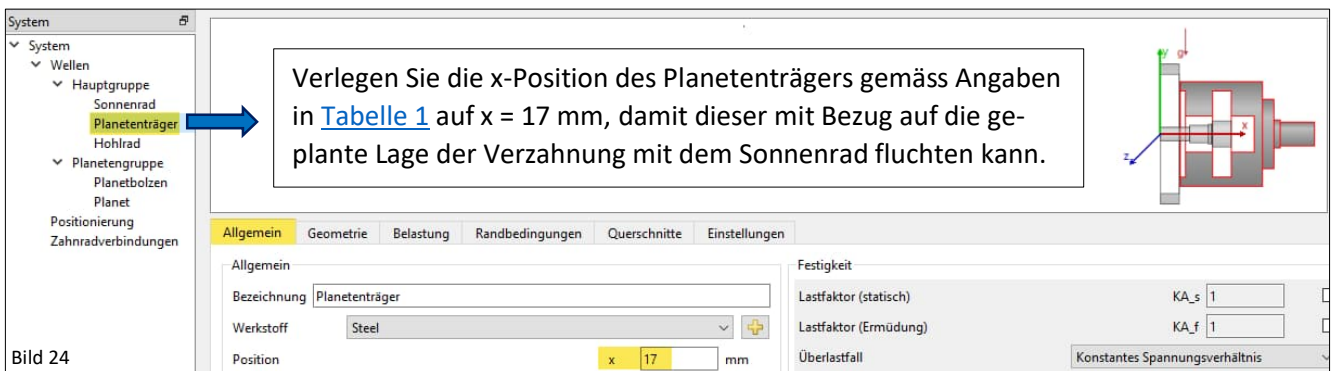 System
System
Wellen
Hauptgruppe
Sonnenrad
Planetenträger
Hohlrad
Planetengruppe
Planetbolzen
Planet
Positionierung
Zahnradverbindungen
Verlegen Sie die x-Position des Planetenträgers gemäss Angaben
in Tabelle 1 auf x = 17 mm, damit dieser mit Bezug auf die ge-
plante Lage der Verzahnung mit dem Sonnenrad fluchten kann.
y g
x
z
Allgemein Geometrie Belastung Randbedingungen Querschnitte Einstellungen
Allgemein
Bezeichnung Planetenträger
Werkstoff Steel
Position x 17 mm
Festigkeit
Lastfaktor (statisch) KA_s 1
Lastfaktor (Ermüdung) KA_f 1
Überlastfall Konstantes Spannungsverhältnis
Bild 24